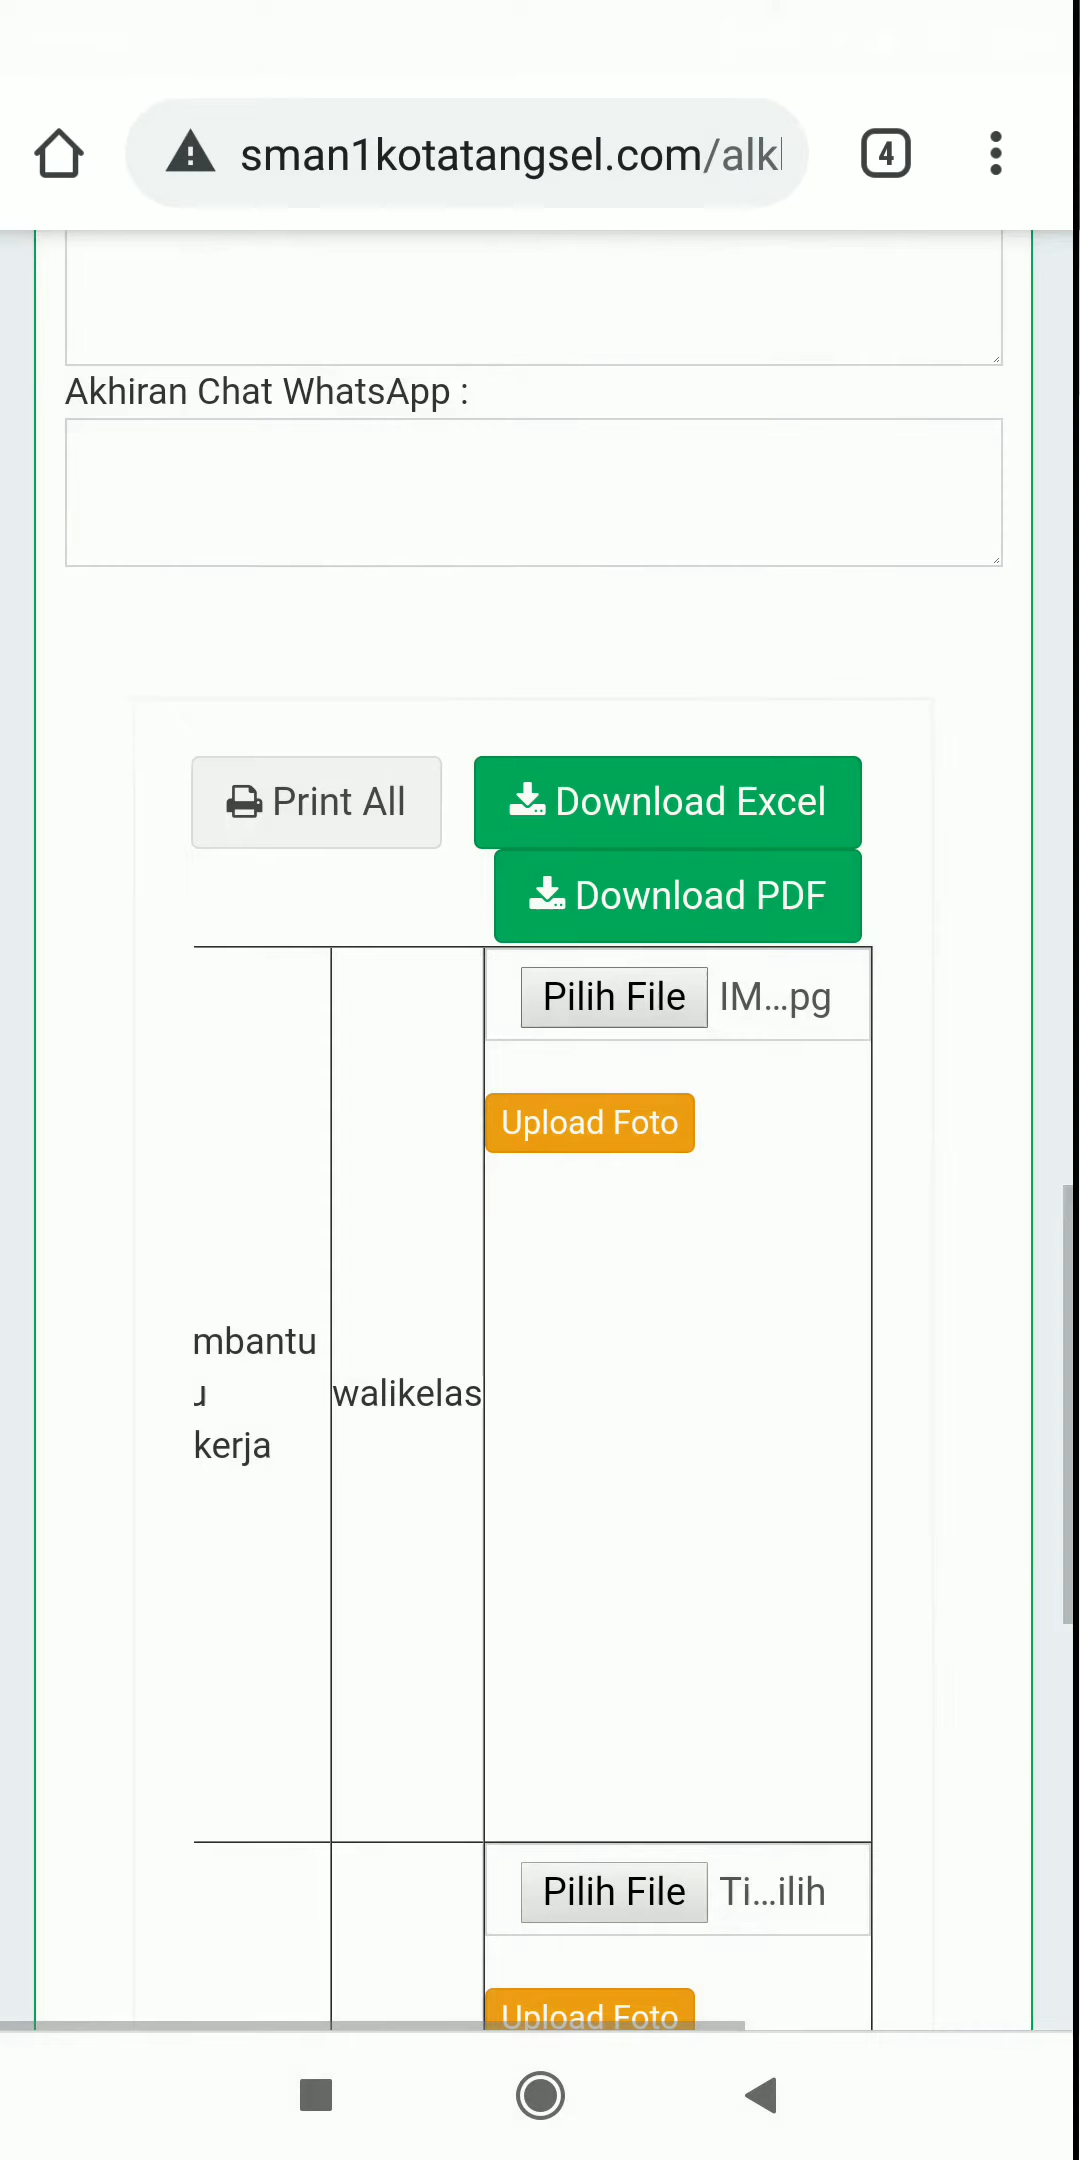 sman1kotatangsel.com/alk
4
Akhiran Chat WhatsApp :
Print All
Download Excel
Download PDF
Pilih File IM...pg
Upload Foto
mbantu
kerja
walikelas
Pilih File Ti...ilih
Upload Foto